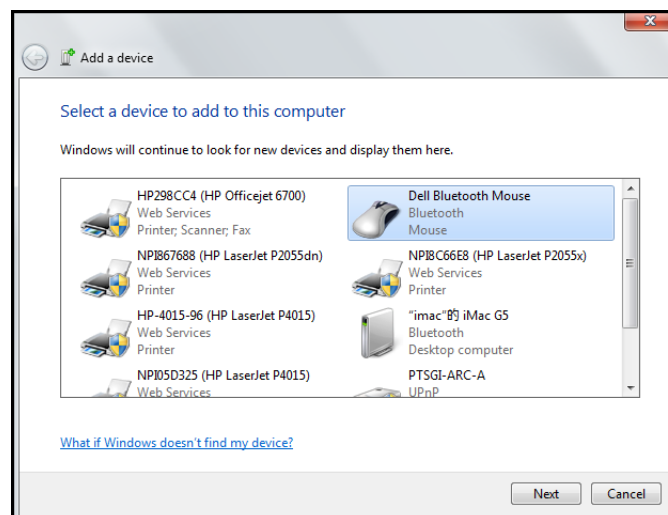 Add a device
Select a device to add to this computer
Windows will continue to look for new devices and display them here.
HP298CC4 (HP Officejet 6700)
Web Services
Printer; Scanner; Fax
Dell Bluetooth Mouse
Bluetooth
Mouse
NPI867688 (HP LaserJet P2055dn)
Web Services
Printer
NPI8C66E8 (HP LaserJet P2055x)
Web Services
Printer
HP-4015-96 (HP LaserJet P4015)
Web Services
Printer
"imac"的 iMac G5
Bluetooth
Desktop computer
NPI05D325 (HP LaserJet P4015)
Web Services
PTSGI-ARC-A
UPnP
What if Windows doesn't find my device?
Next
Cancel